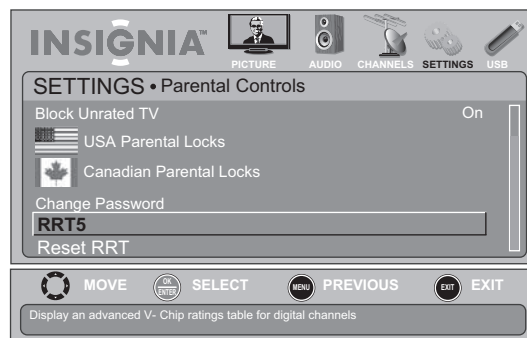 INSIGNIA™
PICTURE AUDIO CHANNELS SETTINGS USB
SETTINGS • Parental Controls
Block Unrated TV On
USA Parental Locks
Canadian Parental Locks
Change Password
RRT5
Reset RRT
MOVE OK ENTER SELECT MENU PREVIOUS EXIT EXIT
Display an advanced V- Chip ratings table for digital channels